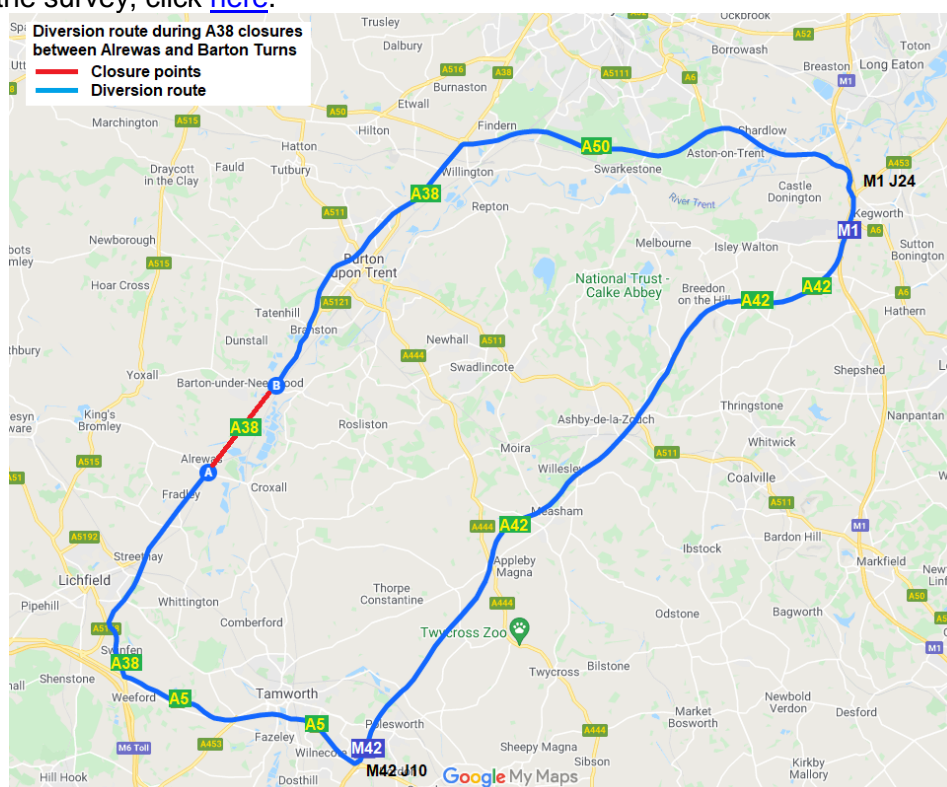 the survey, click here.
Diversion route during A38 closures
between Alrewas and Barton Turns
Closure points
Diversion route
Trusley
Ockbrook
A52
Dalbury
Borrowash
Toton
A516
A38
A5111
A6
Breaston
Long Eaton
Burnaston
M1
Etwall
A50
Marchington
A515
Hilton
Findern
Chardlow
Hatton
A50
Aston-on-Trent
A453
Draycott
in the Clay
Fauld
Tutbury
Willington
Swarkestone
M1 J24
A38
Castle
Donington
A511
Repton
River Trent
Kegworth
M1
A6
Newborough
Melbourne
Isley Walton
Sutton
Bonington
Burton
upon Trent
A515
National Trust -
Calke Abbey
Breedon
on the Hill
A42
A42
A6
Hoar Cross
A5121
Hathern
Tatenhill
Branston
Newhall
A511
Dunstall
A444
Yoxall
Swadlincote
Shepshed
Barton-under-Needwood
B
King's
Bromley
A38
Rosliston
Ashby-de-la-Zouch
Thringstone
Nanpantan
Moira
Whitwick
A515
Alrewas
A511
A51
A
Willesley
Coalville
Fradley
Croxall
Measham
A511
A444
A42
M1
A5192
Bardon Hill
Streethay
Ibstock
Appleby
Magna
Markfield
Lichfield
Thorpe
Constantine
A50
Pipehill
Whittington
A444
Bagworth
Comberford
Odstone
Twycross Zoo
Swinfen
M1
A38
Bilstone
Shenstone
Twycross
Weeford
A5
Tamworth
Newbold
Verdon
Market
Bosworth
Desford
A5
Polesworth
M6 Toll
A453
Fazeley
A444
Wilnecote
M42
Sheepy Magna
Sibson
Kirkby
Mallory
Hill Hook
Dosthill
M42 J10
Google My Maps